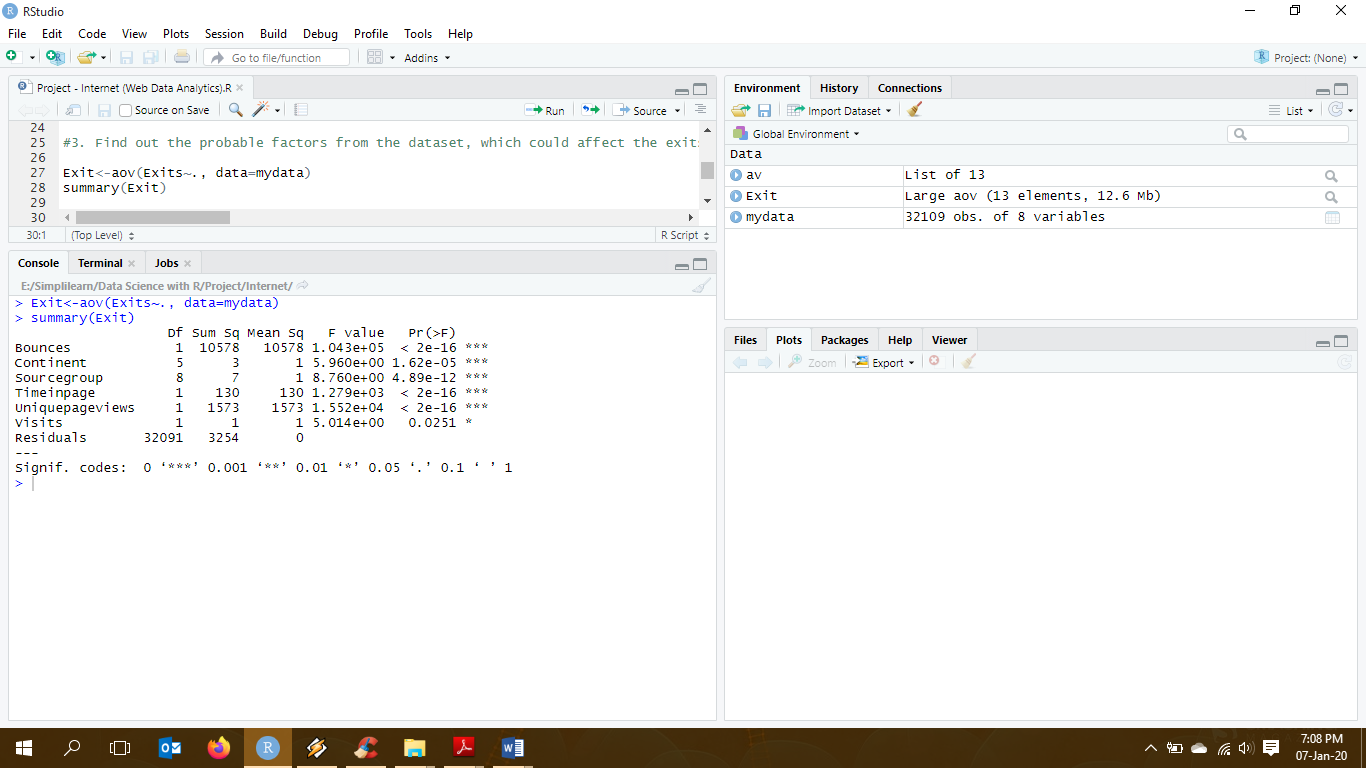 RStudio
File Edit Code View Plots Session Build Debug Profile Tools Help
Go to file/function
Addins
Project: (None)
Project - Internet (Web Data Analytics).R
Source on Save
Run
Source
24
25 #3. Find out the probable factors from the dataset, which could affect the exit
26
27 Exit<-aov(Exits~., data=mydata)
28 summary(Exit)
29
30
30:1 (Top Level) R Script
Console Terminal Jobs
E:/Simplilearn/Data Science with R/Project/Internet/
> Exit<-aov(Exits~., data=mydata)
> summary(Exit)
Df Sum Sq Mean Sq F value Pr(>F)
Bounces 1 10578 10578 1.043e+05 < 2e-16 ***
Continent 5 3 1 5.960e+00 1.62e-05 ***
Sourcegroup 8 7 1 8.760e+00 4.89e-12 ***
Timeinpage 1 130 130 1.279e+03 < 2e-16 ***
Uniquepageviews 1 1573 1573 1.552e+04 < 2e-16 ***
Visits 1 1 1 5.014e+00 0.0251 *
Residuals 32091 3254 0
---
Signif. codes: 0 ‘***’ 0.001 ‘**’ 0.01 ‘*’ 0.05 ‘.’ 0.1 ‘ ’ 1
>
Environment History Connections
Import Dataset
List
Global Environment
Data
av List of 13
Exit Large aov (13 elements, 12.6 Mb)
mydata 32109 obs. of 8 variables
Files Plots Packages Help Viewer
Zoom
Export
7:08 PM
07-Jan-20